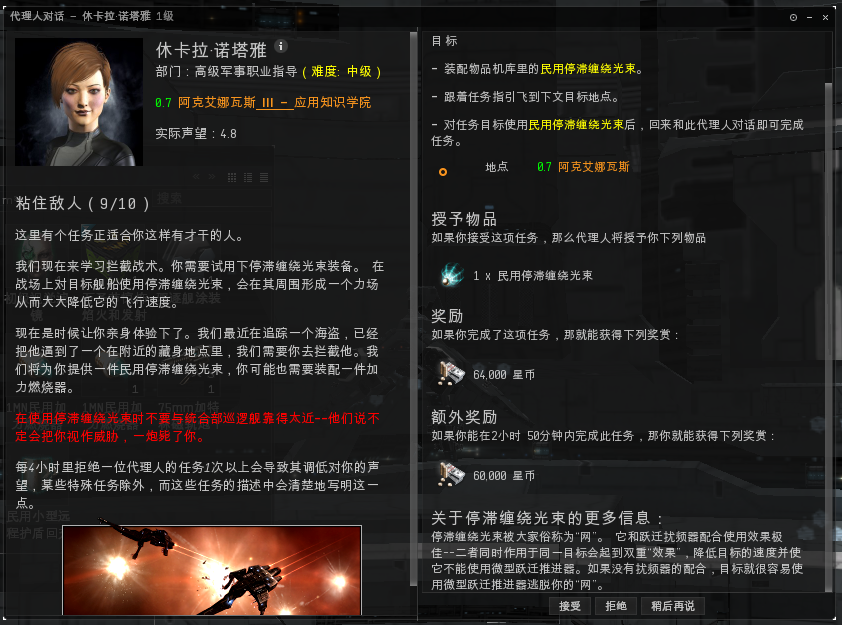 代理人对话 - 休卡拉·诺塔雅 1级
休卡拉·诺塔雅
部门：高级军事职业指导（难度: 中级）
0.7 阿克艾娜瓦斯 III - 应用知识学院
实际声望：4.8
粘住敌人（9/10）
这里有个任务正适合你这样有才干的人。
我们现在来学习拦截战术。你需要试用下停滞缠绕光束装备。 在
战场上对目标舰船使用停滞缠绕光束，会在其周围形成一个力场
从而大大降低它的飞行速度。
现在是时候让你亲身体验下了。我们最近在追踪一个海盗，已经
把他逼到了一个在附近的藏身地点里，我们需要你去拦截他。我
们将为你提供一件民用停滞缠绕光束，你可能也需要装配一件加
力燃烧器。
在使用停滞缠绕光束时不要与统合部巡逻舰靠得太近--他们说不
定会把你视作威胁，一炮毙了你。
每4小时里拒绝一位代理人的任务1次以上会导致其调低对你的声
望，某些特殊任务除外，而这些任务的描述中会清楚地写明这一
点。
目标
- 装配物品机库里的民用停滞缠绕光束。
- 跟着任务指引飞到下文目标地点。
- 对任务目标使用民用停滞缠绕光束后，回来和此代理人对话即可完成
任务。
地点 0.7 阿克艾娜瓦斯
授予物品
如果你接受这项任务，那么代理人将授予你下列物品
1 x 民用停滞缠绕光束
奖励
如果你完成了这项任务，那就能获得下列奖赏：
64,000 星币
额外奖励
如果你能在2小时 50分钟内完成此任务，那你就能获得下列奖赏：
60,000 星币
关于停滞缠绕光束的更多信息：
停滞缠绕光束被大家俗称为“网”。 它和跃迁扰频器配合使用效果极
佳--二者同时作用于同一目标会起到双重“效果”，降低目标的速度并使
它不能使用微型跃迁推进器。如果没有扰频器的配合，目标就很容易使
用微型跃迁推进器逃脱你的“网”。
接受 拒绝 稍后再说